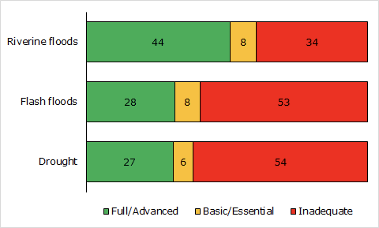 Riverine floods 44 8 34
Flash floods 28 8 53
Drought 27 6 54
Full/Advanced Basic/Essential Inadequate